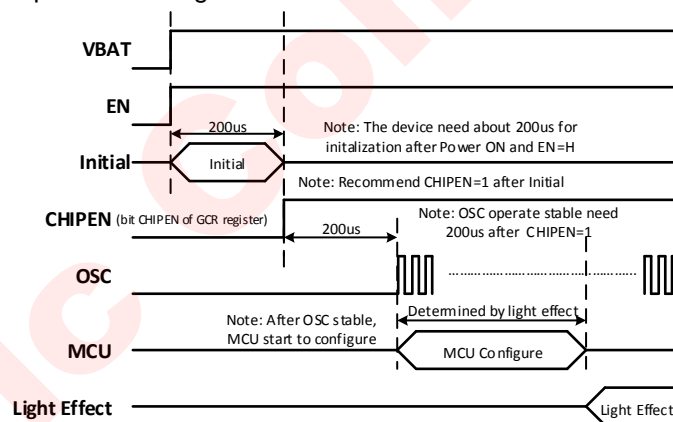 VBAT
EN
200us
Note: The device need about 200us for
initalization after Power ON and EN=H
Initial
Initial
Note: Recommend CHIPEN=1 after Initial
CHIPEN (bit CHIPEN of GCR register)
Note: OSC operate stable need
200us after CHIPEN=1
200us
OSC
Note: After OSC stable,
MCU start to configure
Determined by light effect
MCU
MCU Configure
Light Effect
Light Effect